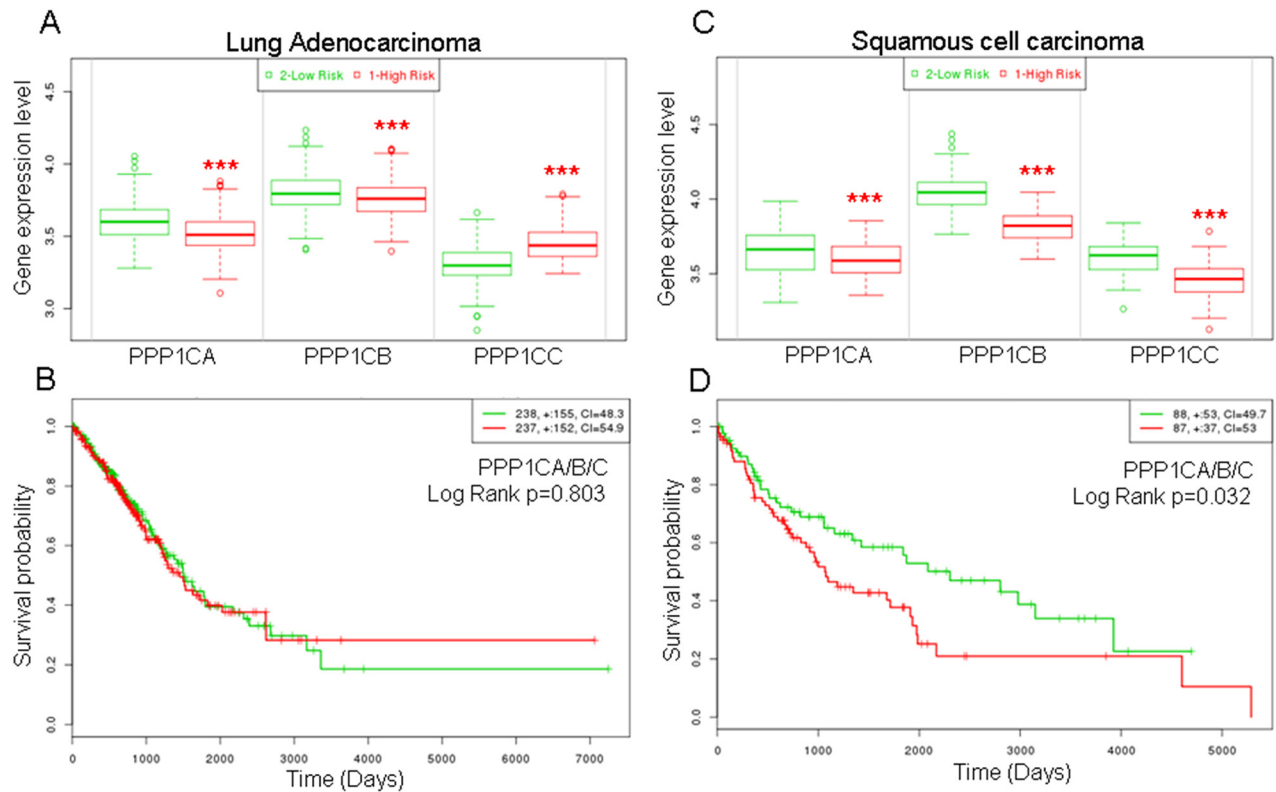 A
Lung Adenocarcinoma
2-Low Risk 1-High Risk
Gene expression level
4.5
4.0
3.5
3.0
***
***
***
PPP1CA PPP1CB PPP1CC
C
Squamous cell carcinoma
2-Low Risk 1-High Risk
Gene expression level
4.5
4.0
3.5
***
***
***
PPP1CA PPP1CB PPP1CC
B
238, +:155, CI=48.3
237, +:152, CI=54.9
PPP1CA/B/C
Log Rank p=0.803
Survival probability
1.0
0.8
0.6
0.4
0.2
0.0
0 1000 2000 3000 4000 5000 6000 7000
Time (Days)
D
88, +:53, CI=49.7
87, +:37, CI=53
PPP1CA/B/C
Log Rank p=0.032
Survival probability
1.0
0.8
0.6
0.4
0.2
0.0
0 1000 2000 3000 4000 5000
Time (Days)